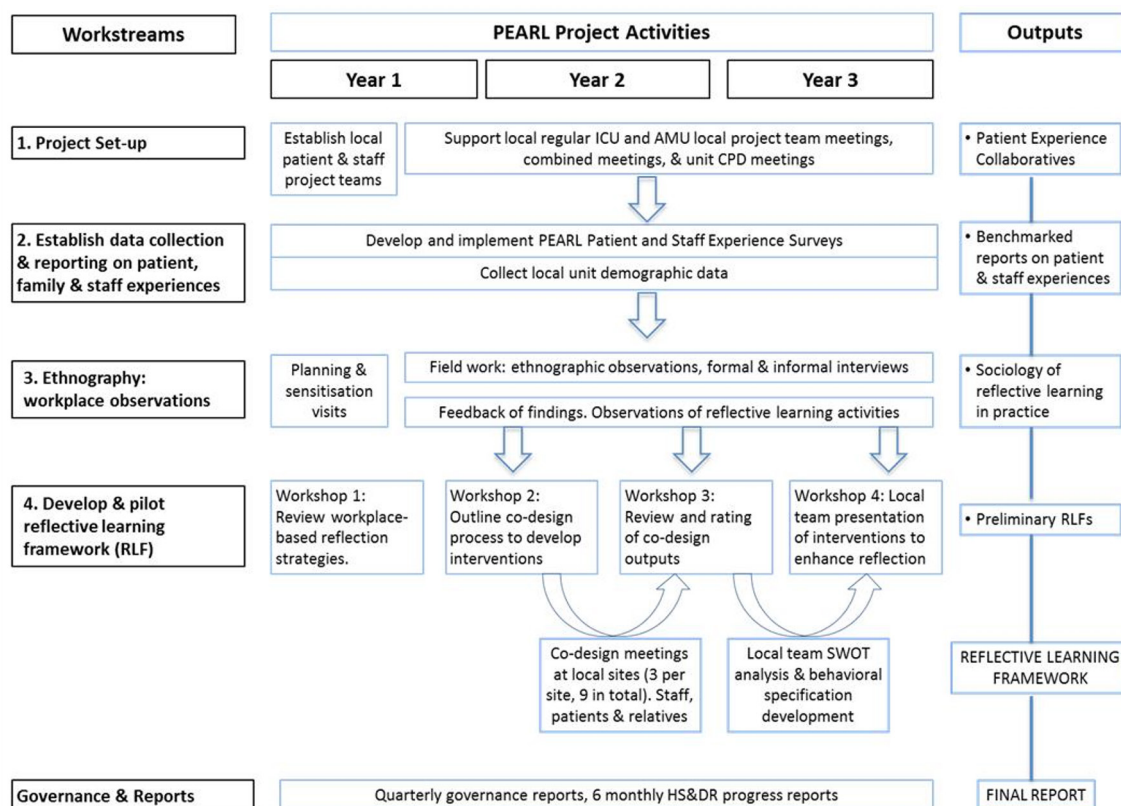 Workstreams
PEARL Project Activities
Outputs
Year 1
Year 2
Year 3
1. Project Set-up
Establish local
patient & staff
project teams
Support local regular ICU and AMU local project team meetings,
combined meetings, & unit CPD meetings
• Patient Experience
Collaboratives
2. Establish data collection
& reporting on patient,
family & staff experiences
Develop and implement PEARL Patient and Staff Experience Surveys
Collect local unit demographic data
• Benchmarked
reports on patient
& staff experiences
3. Ethnography:
workplace observations
Planning &
sensitisation
visits
Field work: ethnographic observations, formal & informal interviews
Feedback of findings. Observations of reflective learning activities
• Sociology of
reflective learning
in practice
4. Develop & pilot
reflective learning
framework (RLF)
Workshop 1:
Review workplace-
based reflection
strategies.
Workshop 2:
Outline co-design
process to develop
interventions
Workshop 3:
Review and rating
of co-design
outputs
Workshop 4: Local
team presentation
of interventions to
enhance reflection
• Preliminary RLFs
Co-design meetings
at local sites (3 per
site, 9 in total). Staff,
patients & relatives
Local team SWOT
analysis & behavioral
specification
development
REFLECTIVE LEARNING
FRAMEWORK
Governance & Reports
Quarterly governance reports, 6 monthly HS&DR progress reports
FINAL REPORT